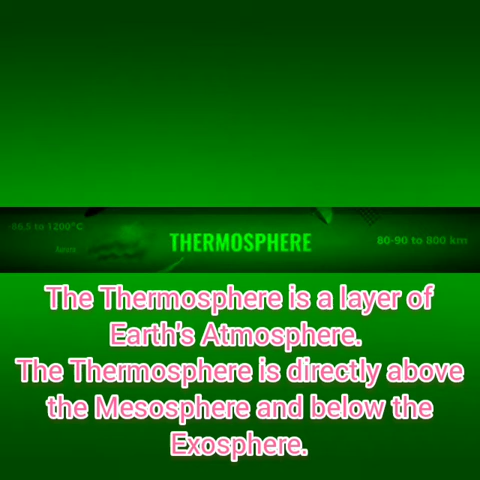 -86.5 to 1200°C
THERMOSPHERE
80-90 to 800 km
The Thermosphere is a layer of
Earth's Atmosphere.
The Thermosphere is directly above
the Mesosphere and below the
Exosphere.